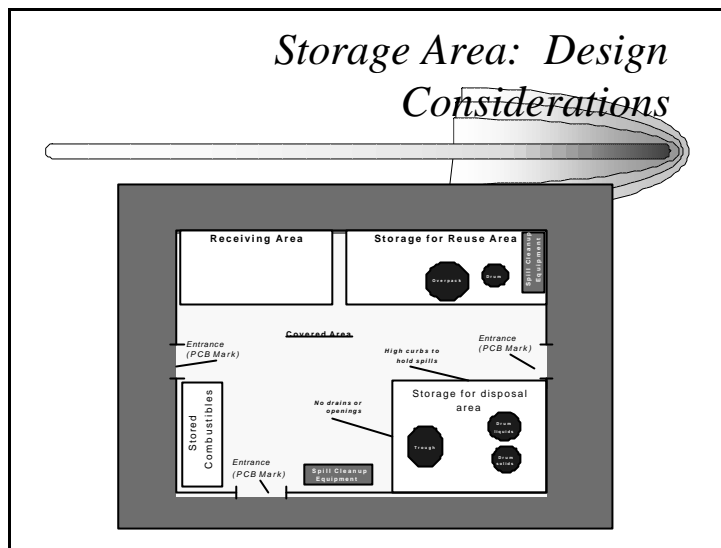 Storage Area: Design
Considerations
Receiving Area
Storage for Reuse Area
Spill Cleanup
Equipment
Overpack
Drum
Covered Area
Entrance
(PCB Mark)
High curbs to
hold spills
Entrance
(PCB Mark)
Stored
Combustibles
No drains or
openings
Storage for disposal
area
Trough
Drum
liquids
Drum
solids
Entrance
(PCB Mark)
Spill Cleanup
Equipment